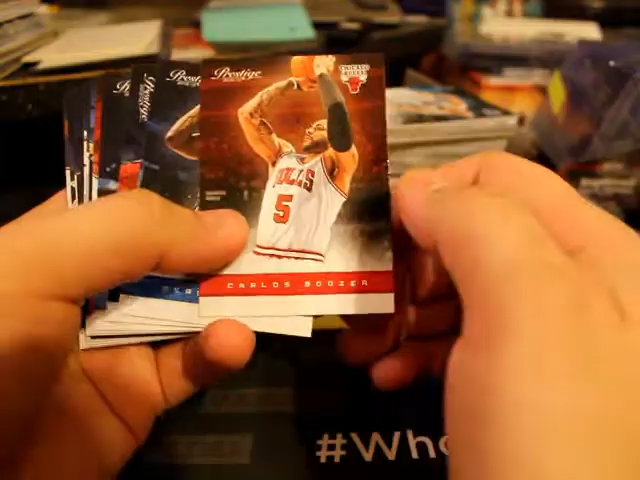 Prestige
Prestige
CHICAGO
BULLS
BULLS
5
CARLOS BOOZER
#Who